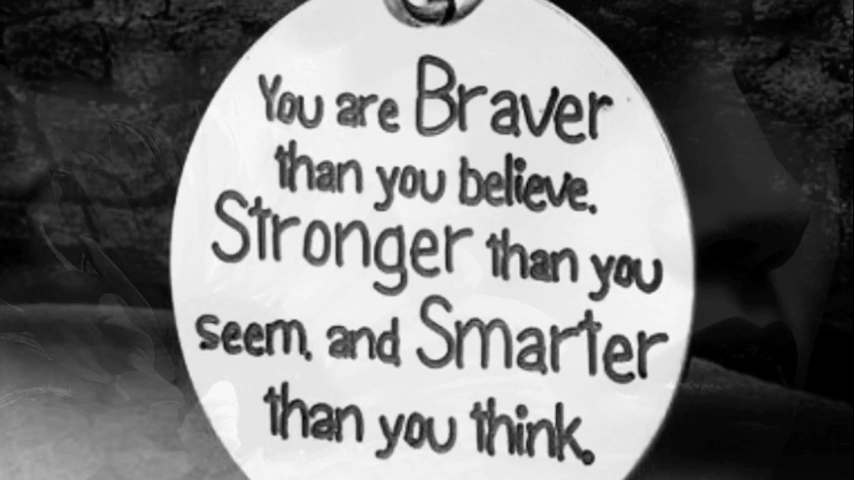 You are Braver
than you believe.
Stronger than you
seem, and Smarter
than you think.